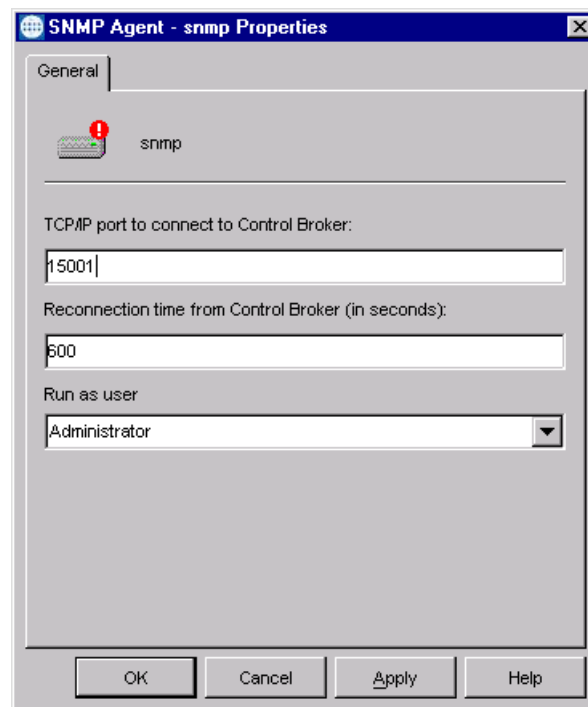 SNMP Agent - snmp Properties
General
snmp
TCP/IP port to connect to Control Broker:
15001
Reconnection time from Control Broker (in seconds):
600
Run as user
Administrator
OK Cancel Apply Help